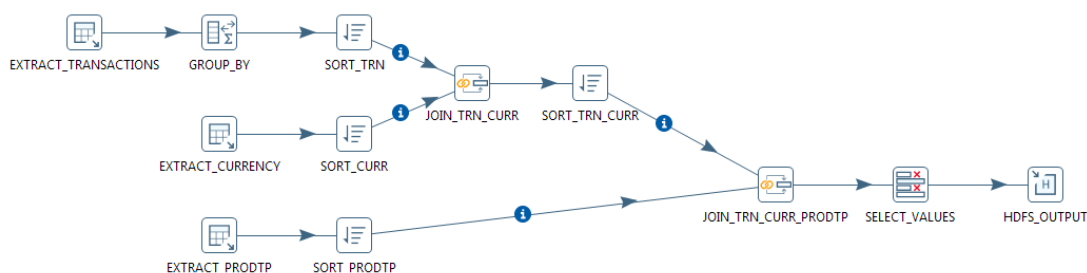 EXTRACT_TRANSACTIONS
GROUP_BY
SORT_TRN
JOIN_TRN_CURR
SORT_TRN_CURR
EXTRACT_CURRENCY
SORT_CURR
JOIN_TRN_CURR_PRODTP
SELECT_VALUES
HDFS_OUTPUT
EXTRACT_PRODTP
SORT_PRODTP